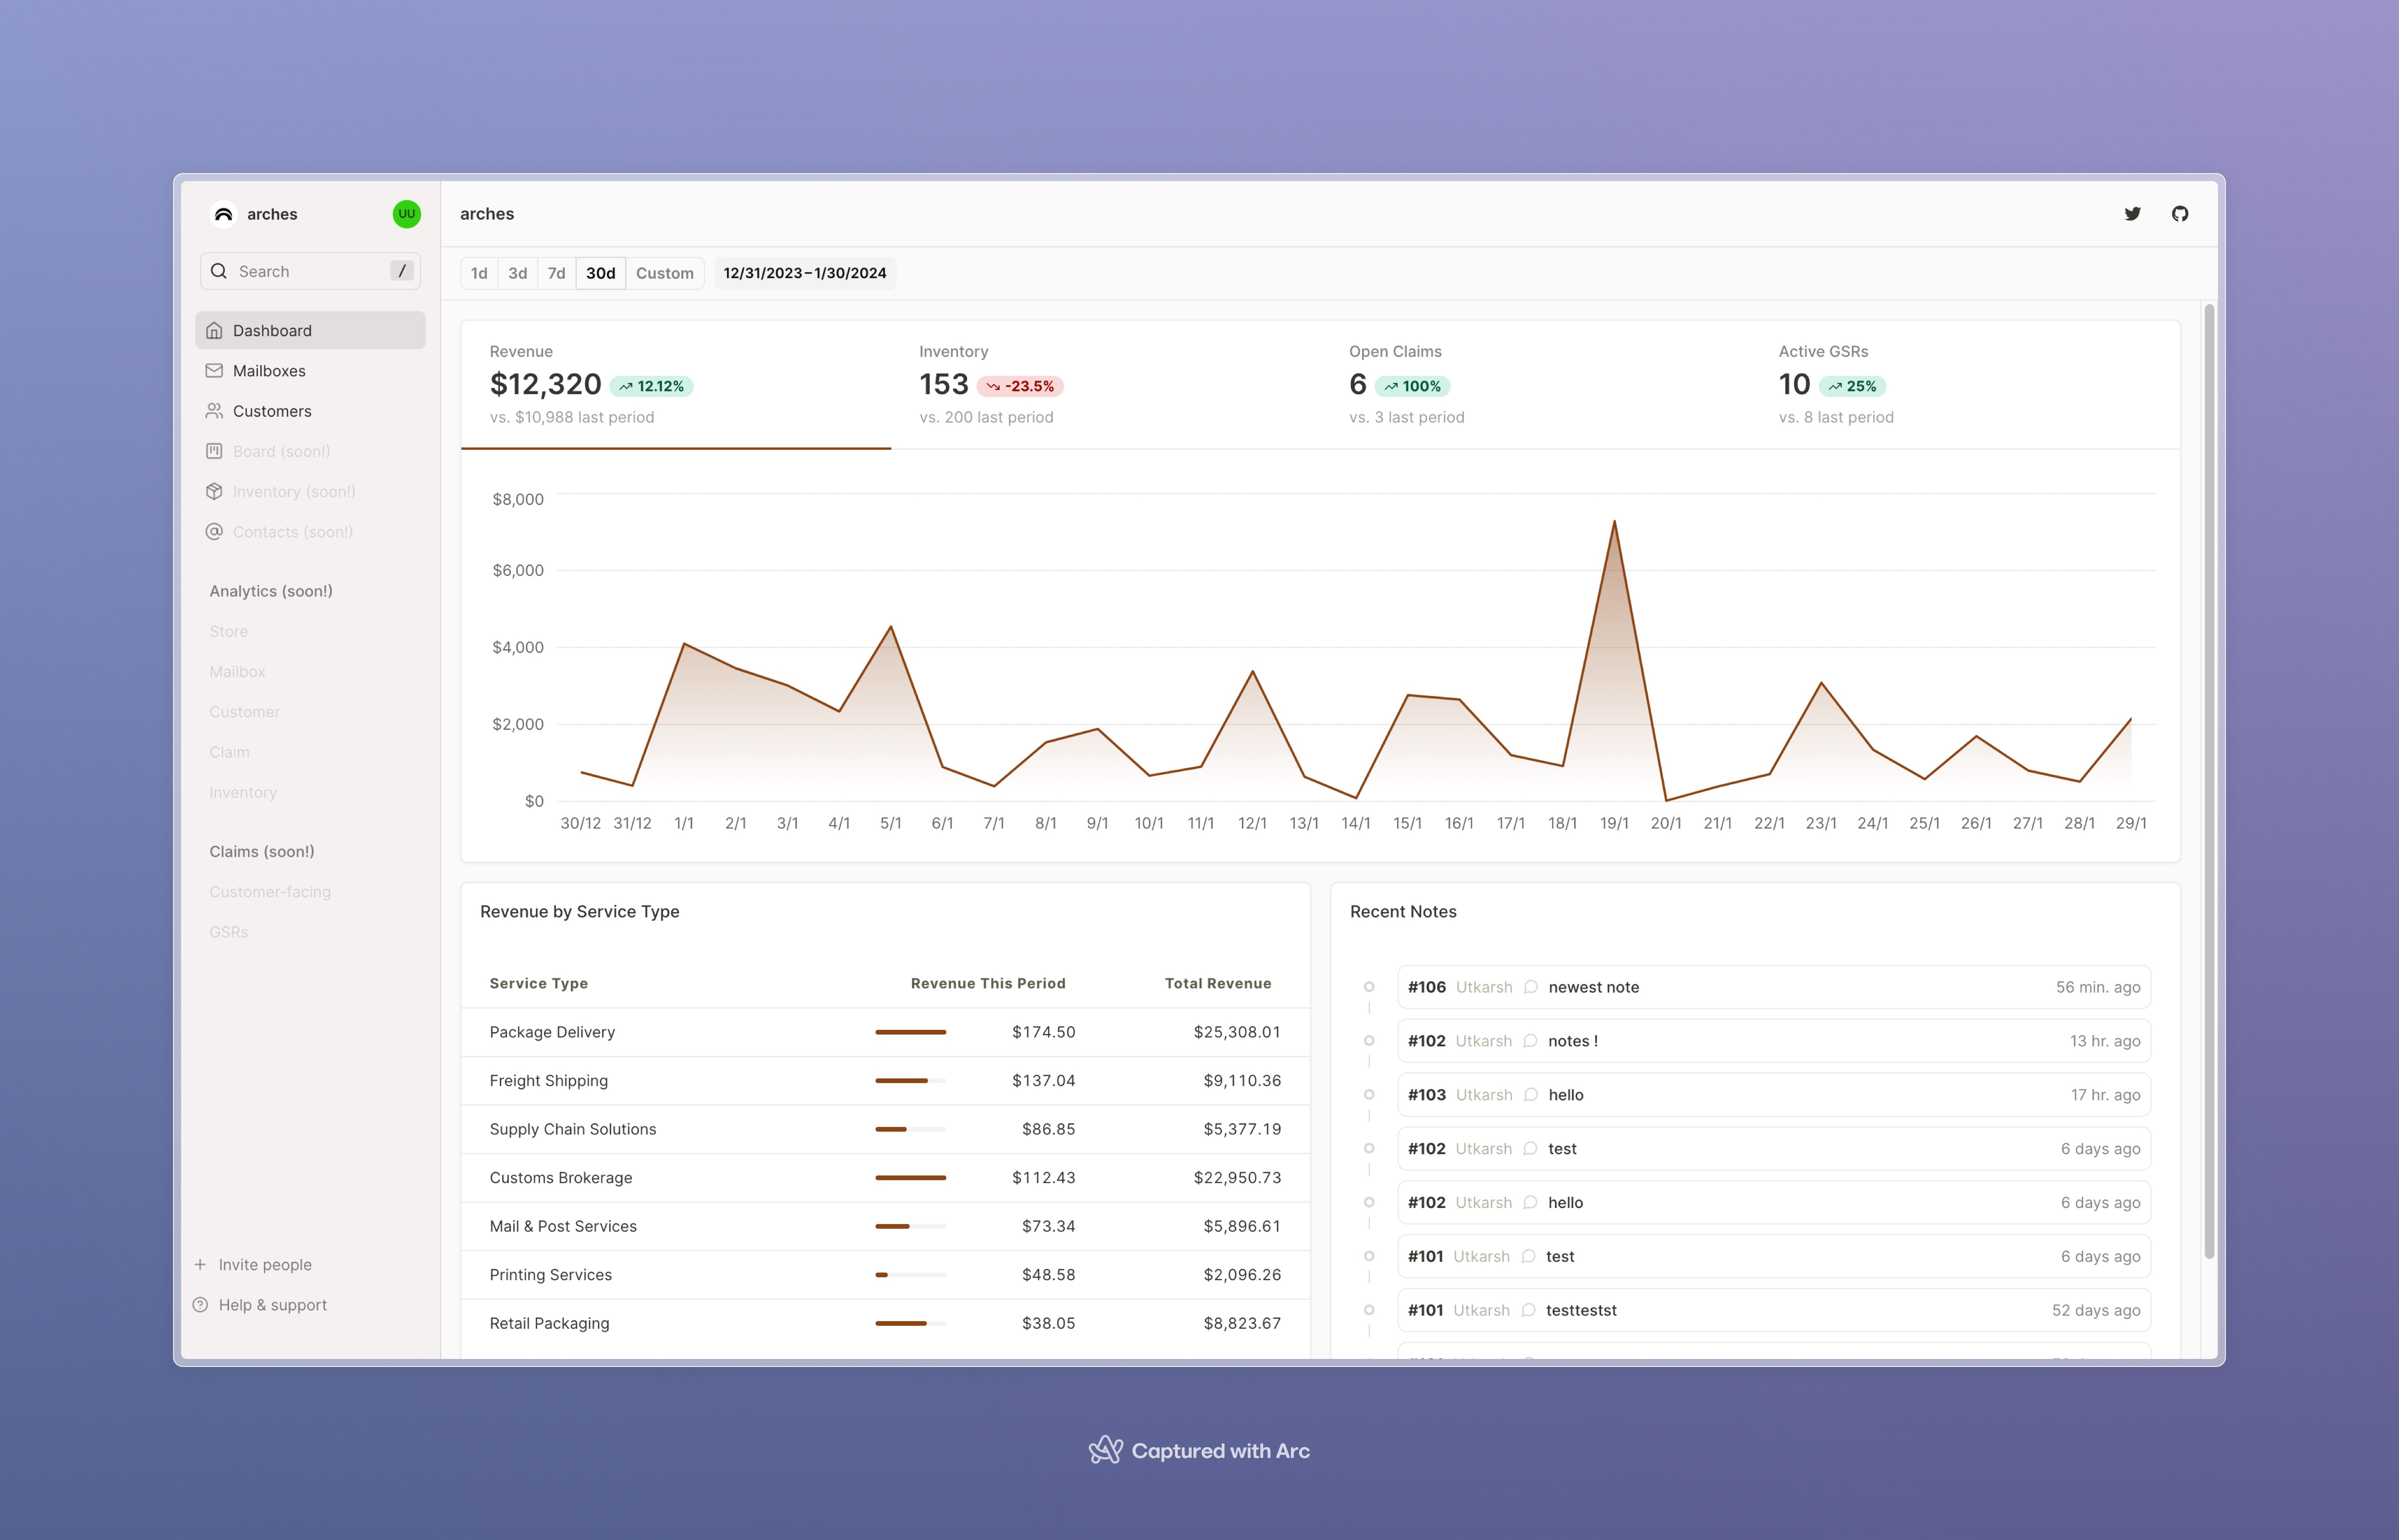 arches
UU
Search /
Dashboard
Mailboxes
Customers
Board (soon!)
Inventory (soon!)
Contacts (soon!)
Analytics (soon!)
Store
Mailbox
Customer
Claim
Inventory
Claims (soon!)
Customer-facing
GSRs
Invite people
Help & support
arches
1d 3d 7d 30d Custom 12/31/2023–1/30/2024
Revenue
$12,320 12.12%
vs. $10,988 last period
Inventory
153 -23.5%
vs. 200 last period
Open Claims
6 100%
vs. 3 last period
Active GSRs
10 25%
vs. 8 last period
$8,000
$6,000
$4,000
$2,000
$0
30/12 31/12 1/1 2/1 3/1 4/1 5/1 6/1 7/1 8/1 9/1 10/1 11/1 12/1 13/1 14/1 15/1 16/1 17/1 18/1 19/1 20/1 21/1 22/1 23/1 24/1 25/1 26/1 27/1 28/1 29/1
Revenue by Service Type
Service Type Revenue This Period Total Revenue
Package Delivery $174.50 $25,308.01
Freight Shipping $137.04 $9,110.36
Supply Chain Solutions $86.85 $5,377.19
Customs Brokerage $112.43 $22,950.73
Mail & Post Services $73.34 $5,896.61
Printing Services $48.58 $2,096.26
Retail Packaging $38.05 $8,823.67
Recent Notes
#106 Utkarsh newest note 56 min. ago
#102 Utkarsh notes ! 13 hr. ago
#103 Utkarsh hello 17 hr. ago
#102 Utkarsh test 6 days ago
#102 Utkarsh hello 6 days ago
#101 Utkarsh test 6 days ago
#101 Utkarsh testtestst 52 days ago
Captured with Arc